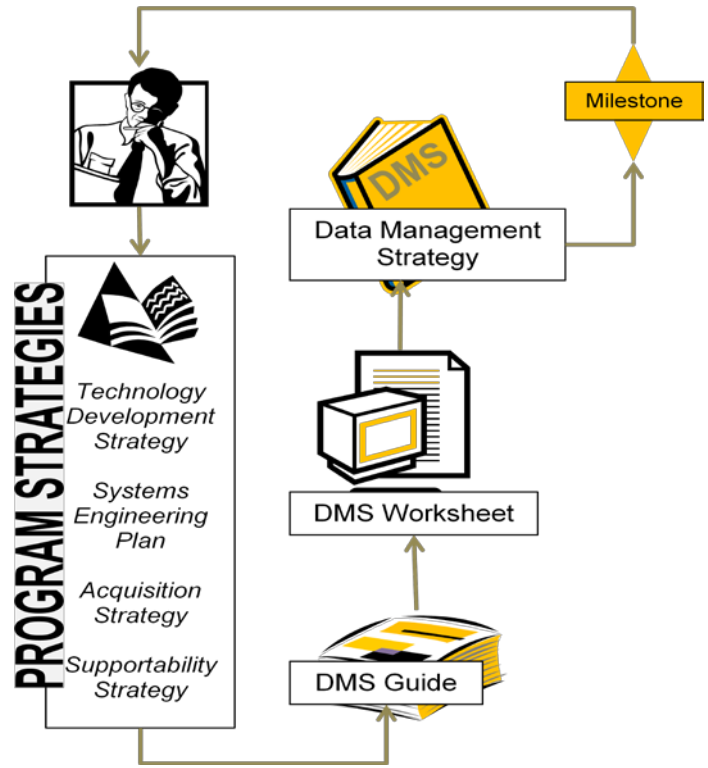 Milestone
DMS
Data Management
Strategy
PROGRAM STRATEGIES
Technology
Development
Strategy
Systems
Engineering
Plan
Acquisition
Strategy
Supportability
Strategy
DMS Worksheet
DMS Guide